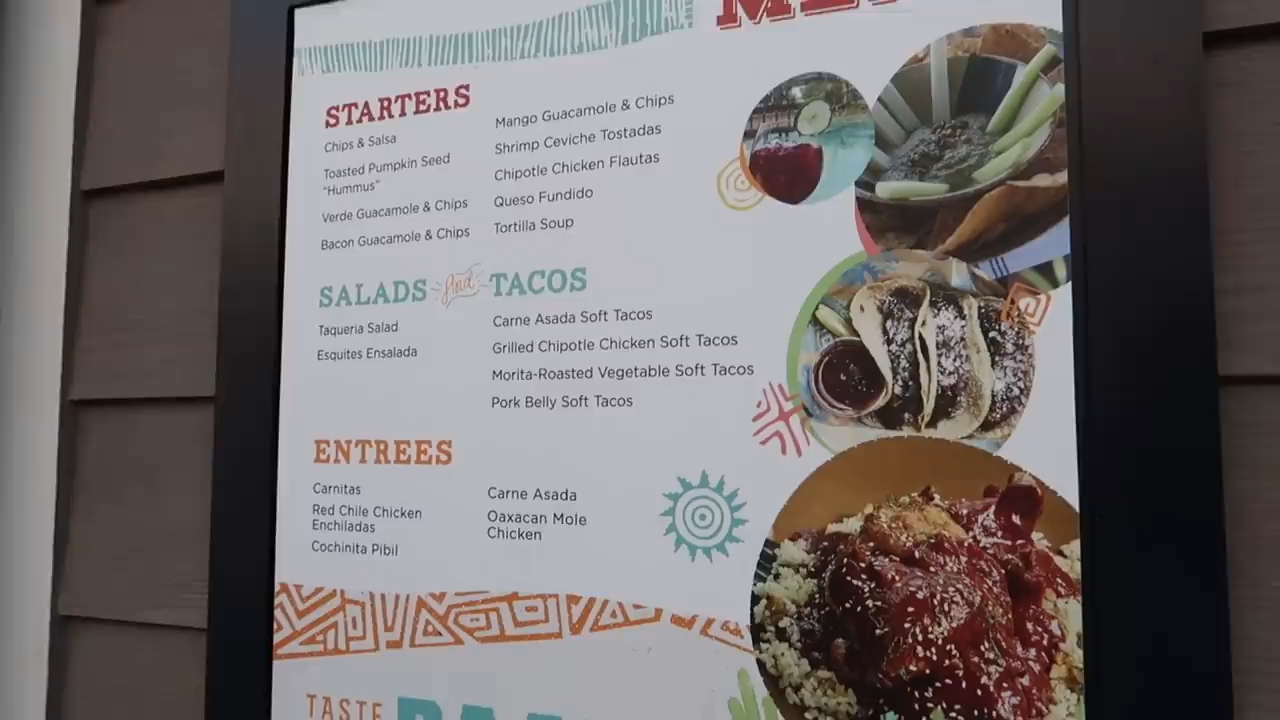 STARTERS
Chips & Salsa
Toasted Pumpkin Seed
"Hummus"
Verde Guacamole & Chips
Bacon Guacamole & Chips
Mango Guacamole & Chips
Shrimp Ceviche Tostadas
Chipotle Chicken Flautas
Queso Fundido
Tortilla Soup
SALADS And TACOS
Taqueria Salad
Esquites Ensalada
Carne Asada Soft Tacos
Grilled Chipotle Chicken Soft Tacos
Morita-Roasted Vegetable Soft Tacos
Pork Belly Soft Tacos
ENTREES
Carnitas
Red Chile Chicken
Enchiladas
Cochinita Pibil
Carne Asada
Oaxacan Mole
Chicken
TASTE